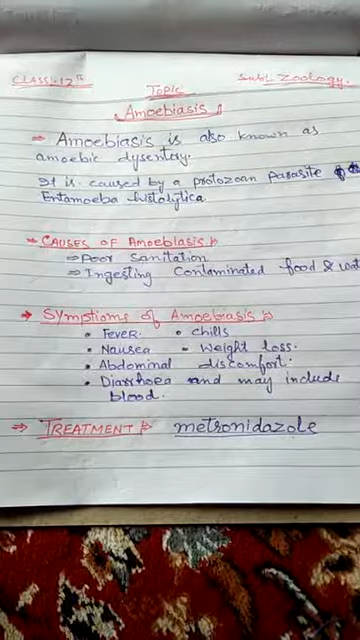 CLASS:-12th
Topic
Sub:- Zoology.
Amoebiasis
⇒ Amoebiasis is also known as
amoebic dysentery.
It is caused by a protozoan parasite
Entamoeba histolytica
→ CAUSES OF AMOEBIASIS
⇒ Poor Sanitation
⇒ Ingesting Contaminated food &
→ Symptioms of Amoebiasis
• Fever. • chills
• Nausea • Weight loss.
• Abdominal discomfort.
• Diarrhoea and may include
blood.
⇒ TREATMENT metronidazole